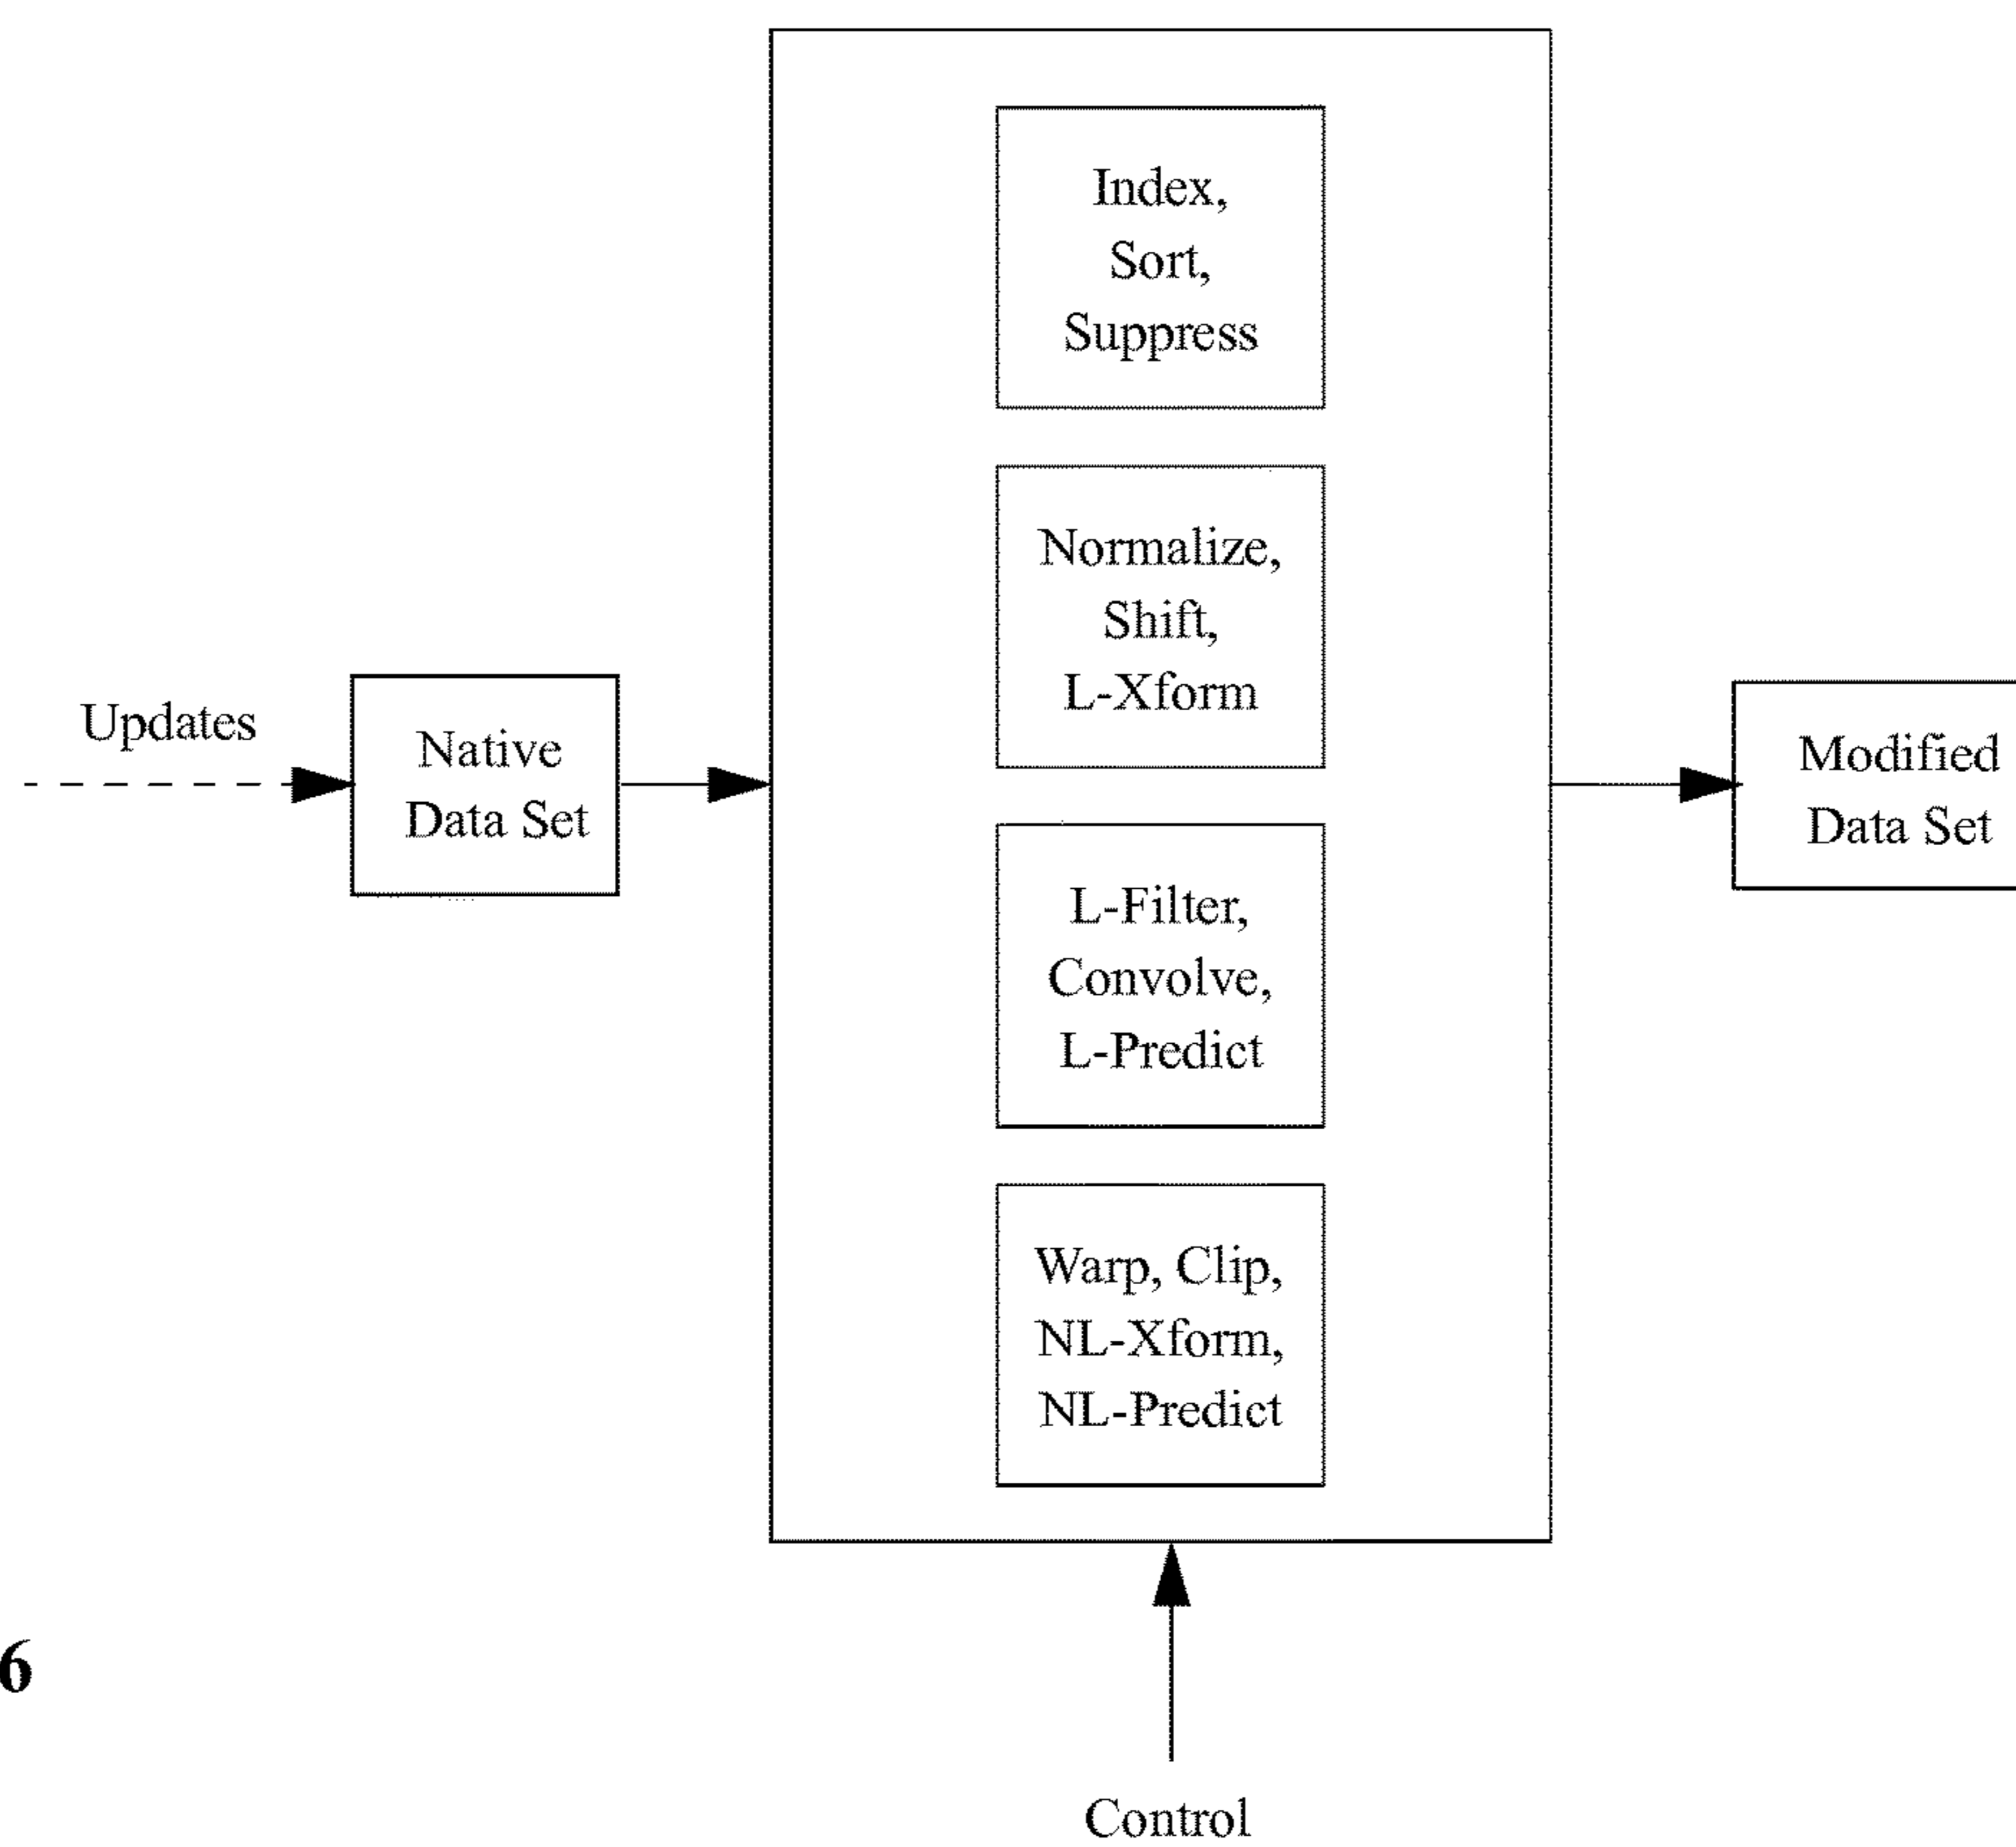 Index,
Sort,
Suppress
Normalize,
Shift,
L-Xform
Updates
Native
Data Set
Modified
Data Set
L-Filter,
Convolve,
L-Predict
Warp, Clip,
NL-Xform,
NL-Predict
6
Control